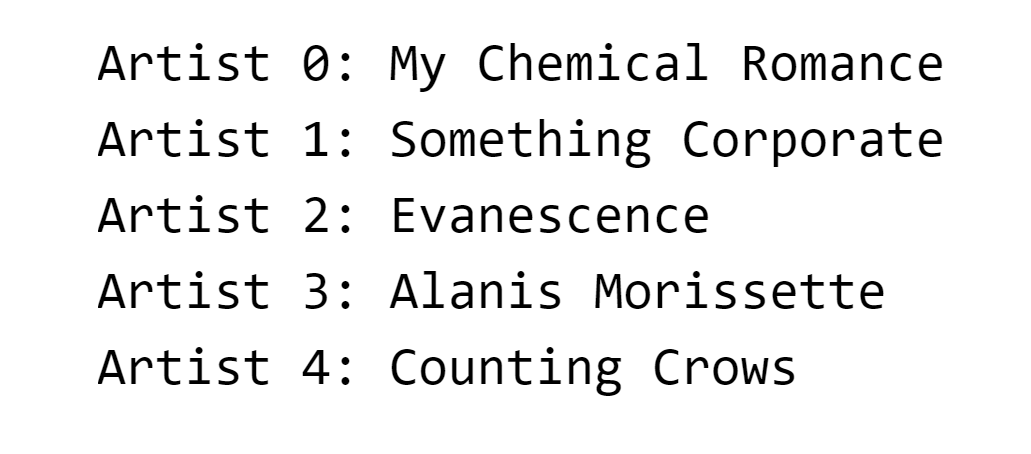 Artist 0: My Chemical Romance
Artist 1: Something Corporate
Artist 2: Evanescence
Artist 3: Alanis Morissette
Artist 4: Counting Crows